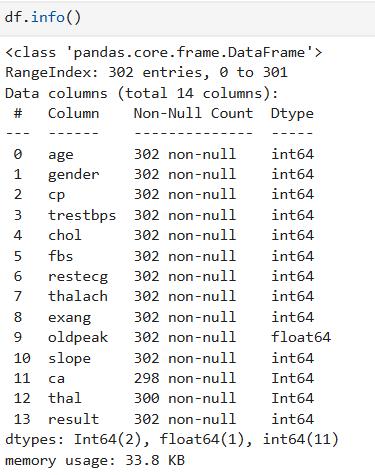 df.info()
<class 'pandas.core.frame.DataFrame'>
RangeIndex: 302 entries, 0 to 301
Data columns (total 14 columns):
 #   Column    Non-Null Count  Dtype
---  ------    --------------  -----
 0   age       302 non-null    int64
 1   gender    302 non-null    int64
 2   cp        302 non-null    int64
 3   trestbps  302 non-null    int64
 4   chol      302 non-null    int64
 5   fbs       302 non-null    int64
 6   restecg   302 non-null    int64
 7   thalach   302 non-null    int64
 8   exang     302 non-null    int64
 9   oldpeak   302 non-null    float64
 10  slope     302 non-null    int64
 11  ca        298 non-null    Int64
 12  thal      300 non-null    Int64
 13  result    302 non-null    int64
dtypes: Int64(2), float64(1), int64(11)
memory usage: 33.8 KB